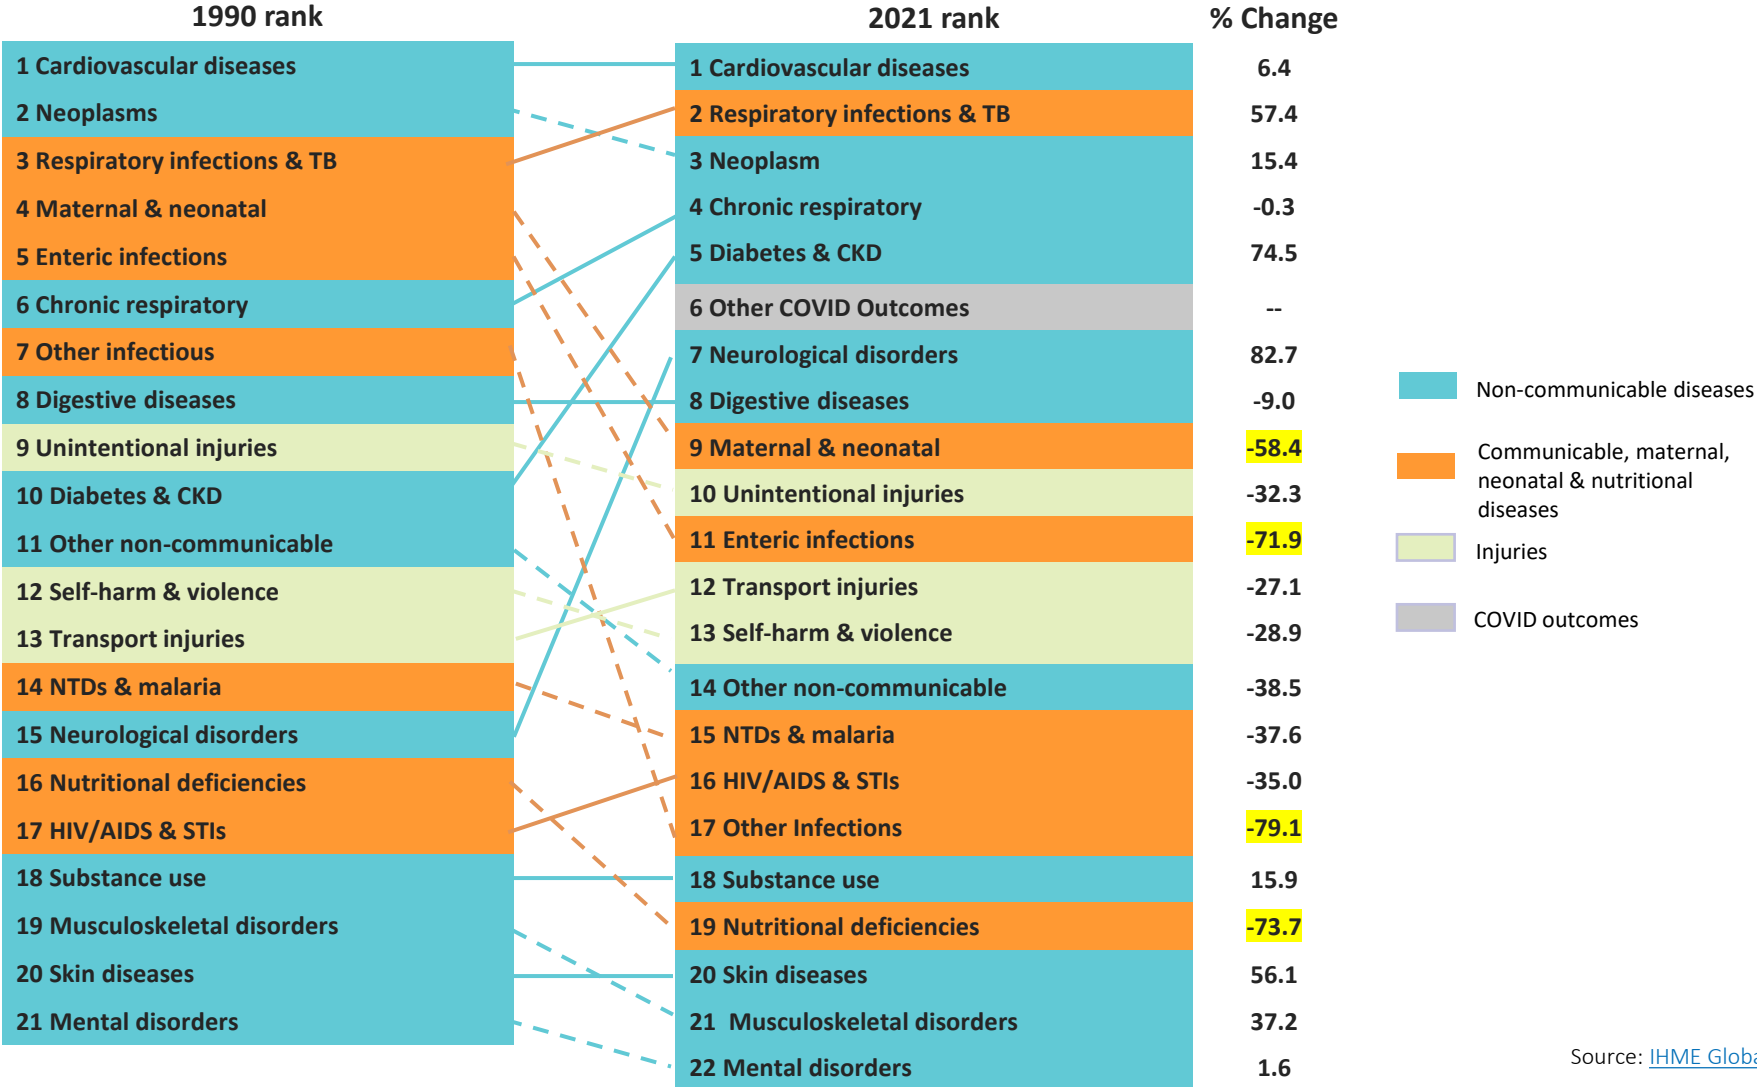 1990 rank
2021 rank
% Change
1 Cardiovascular diseases
2 Neoplasms
3 Respiratory infections & TB
4 Maternal & neonatal
5 Enteric infections
6 Chronic respiratory
7 Other infectious
8 Digestive diseases
9 Unintentional injuries
10 Diabetes & CKD
11 Other non-communicable
12 Self-harm & violence
13 Transport injuries
14 NTDs & malaria
15 Neurological disorders
16 Nutritional deficiencies
17 HIV/AIDS & STIs
18 Substance use
19 Musculoskeletal disorders
20 Skin diseases
21 Mental disorders
1 Cardiovascular diseases 6.4
2 Respiratory infections & TB 57.4
3 Neoplasm 15.4
4 Chronic respiratory -0.3
5 Diabetes & CKD 74.5
6 Other COVID Outcomes --
7 Neurological disorders 82.7
8 Digestive diseases -9.0
9 Maternal & neonatal -58.4
10 Unintentional injuries -32.3
11 Enteric infections -71.9
12 Transport injuries -27.1
13 Self-harm & violence -28.9
14 Other non-communicable -38.5
15 NTDs & malaria -37.6
16 HIV/AIDS & STIs -35.0
17 Other Infections -79.1
18 Substance use 15.9
19 Nutritional deficiencies -73.7
20 Skin diseases 56.1
21 Musculoskeletal disorders 37.2
22 Mental disorders 1.6
Non-communicable diseases
Communicable, maternal,
neonatal & nutritional
diseases
Injuries
COVID outcomes
Source: IHME